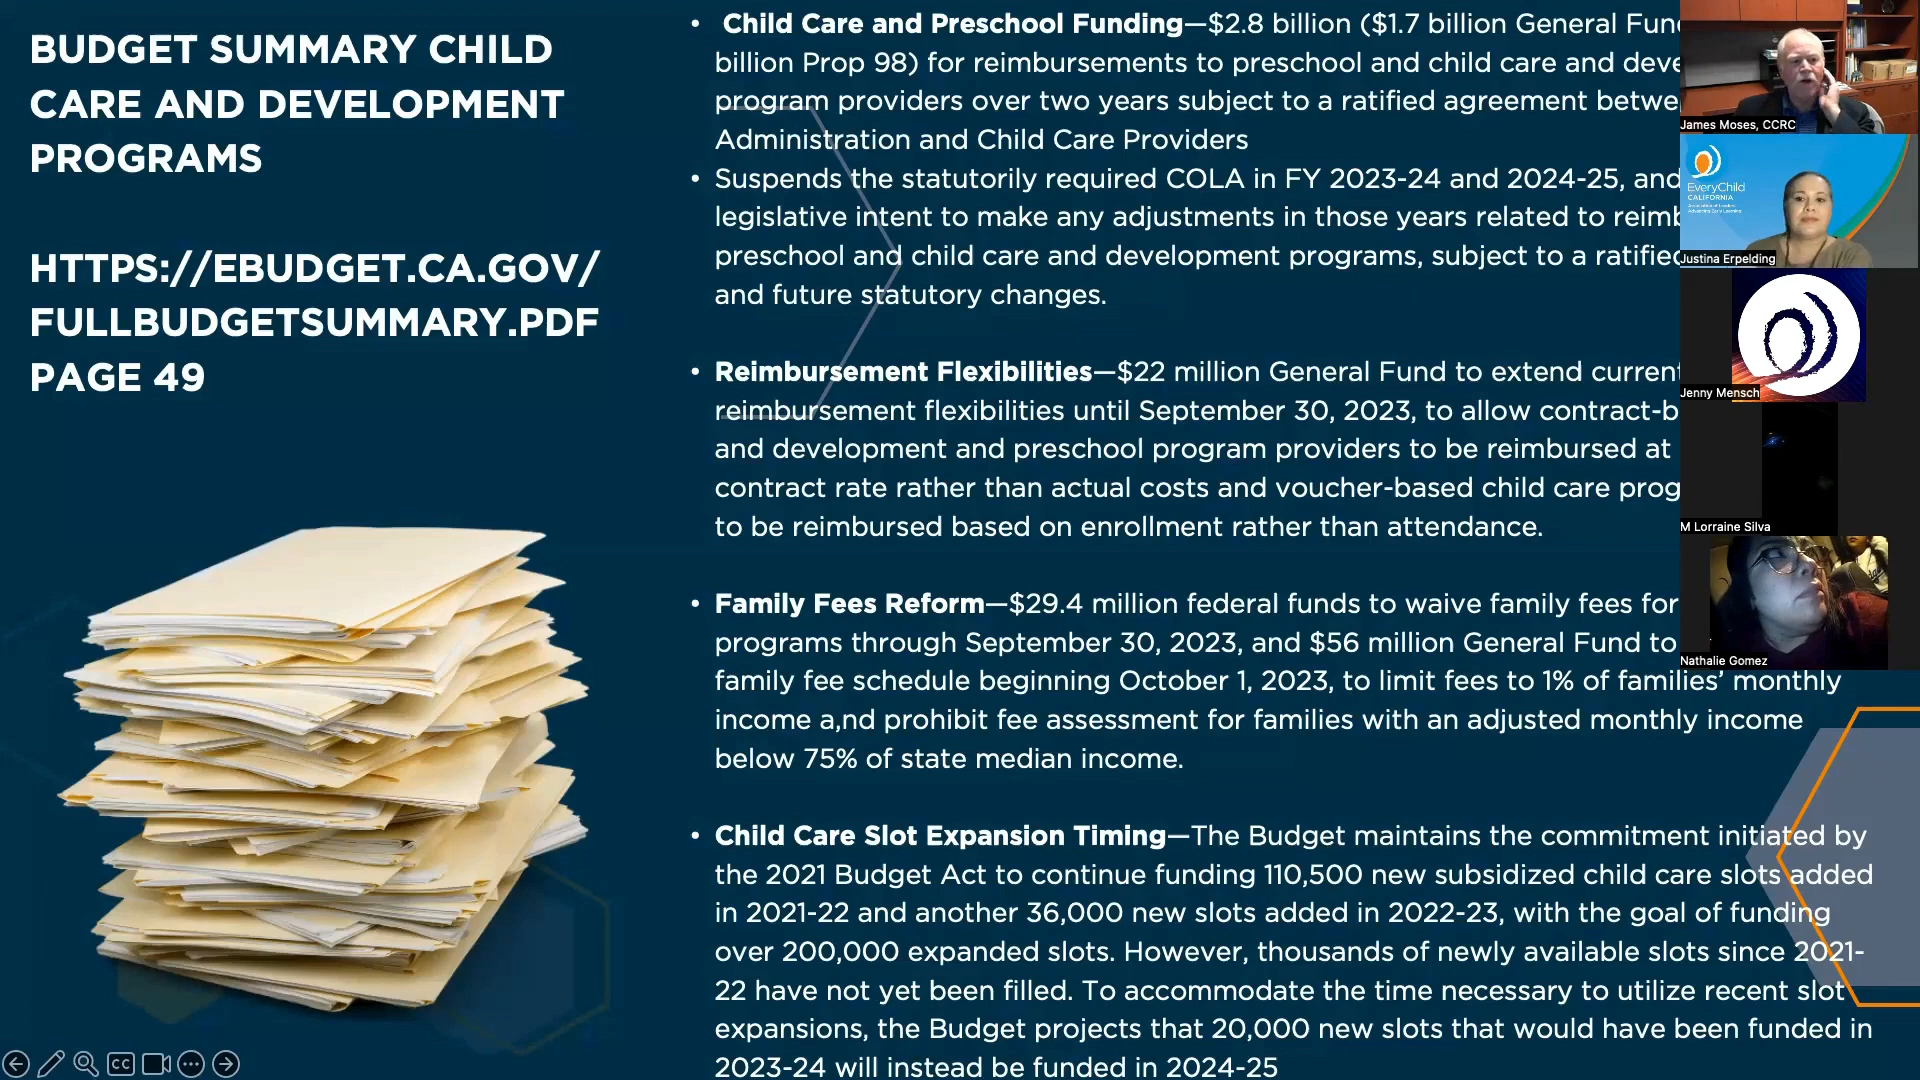 BUDGET SUMMARY CHILD
CARE AND DEVELOPMENT
PROGRAMS
HTTPS://EBUDGET.CA.GOV/
FULLBUDGETSUMMARY.PDF
PAGE 49
• Child Care and Preschool Funding—$2.8 billion ($1.7 billion General
billion Prop 98) for reimbursements to preschool and child care and
program providers over two years subject to a ratified agreement
Administration and Child Care Providers
• Suspends the statutorily required COLA in FY 2023-24 and 2024-25, and
legislative intent to make any adjustments in those years related to
preschool and child care and development programs, subject to a ratified
and future statutory changes.
• Reimbursement Flexibilities—$22 million General Fund to extend current
reimbursement flexibilities until September 30, 2023, to allow
and development and preschool program providers to be reimbursed at
contract rate rather than actual costs and voucher-based child care
to be reimbursed based on enrollment rather than attendance.
• Family Fees Reform—$29.4 million federal funds to waive family fees for
programs through September 30, 2023, and $56 million General Fund to
family fee schedule beginning October 1, 2023, to limit fees to 1% of families’ monthly
income a,nd prohibit fee assessment for families with an adjusted monthly income
below 75% of state median income.
• Child Care Slot Expansion Timing—The Budget maintains the commitment initiated by
the 2021 Budget Act to continue funding 110,500 new subsidized child care slots added
in 2021-22 and another 36,000 new slots added in 2022-23, with the goal of funding
over 200,000 expanded slots. However, thousands of newly available slots since 2021-
22 have not yet been filled. To accommodate the time necessary to utilize recent slot
expansions, the Budget projects that 20,000 new slots that would have been funded in
2023-24 will instead be funded in 2024-25
James Moses, CCRC
EveryChild
CALIFORNIA
Justina Erpelding
Jenny Mensch
M Lorraine Silva
Nathalie Gomez
CC